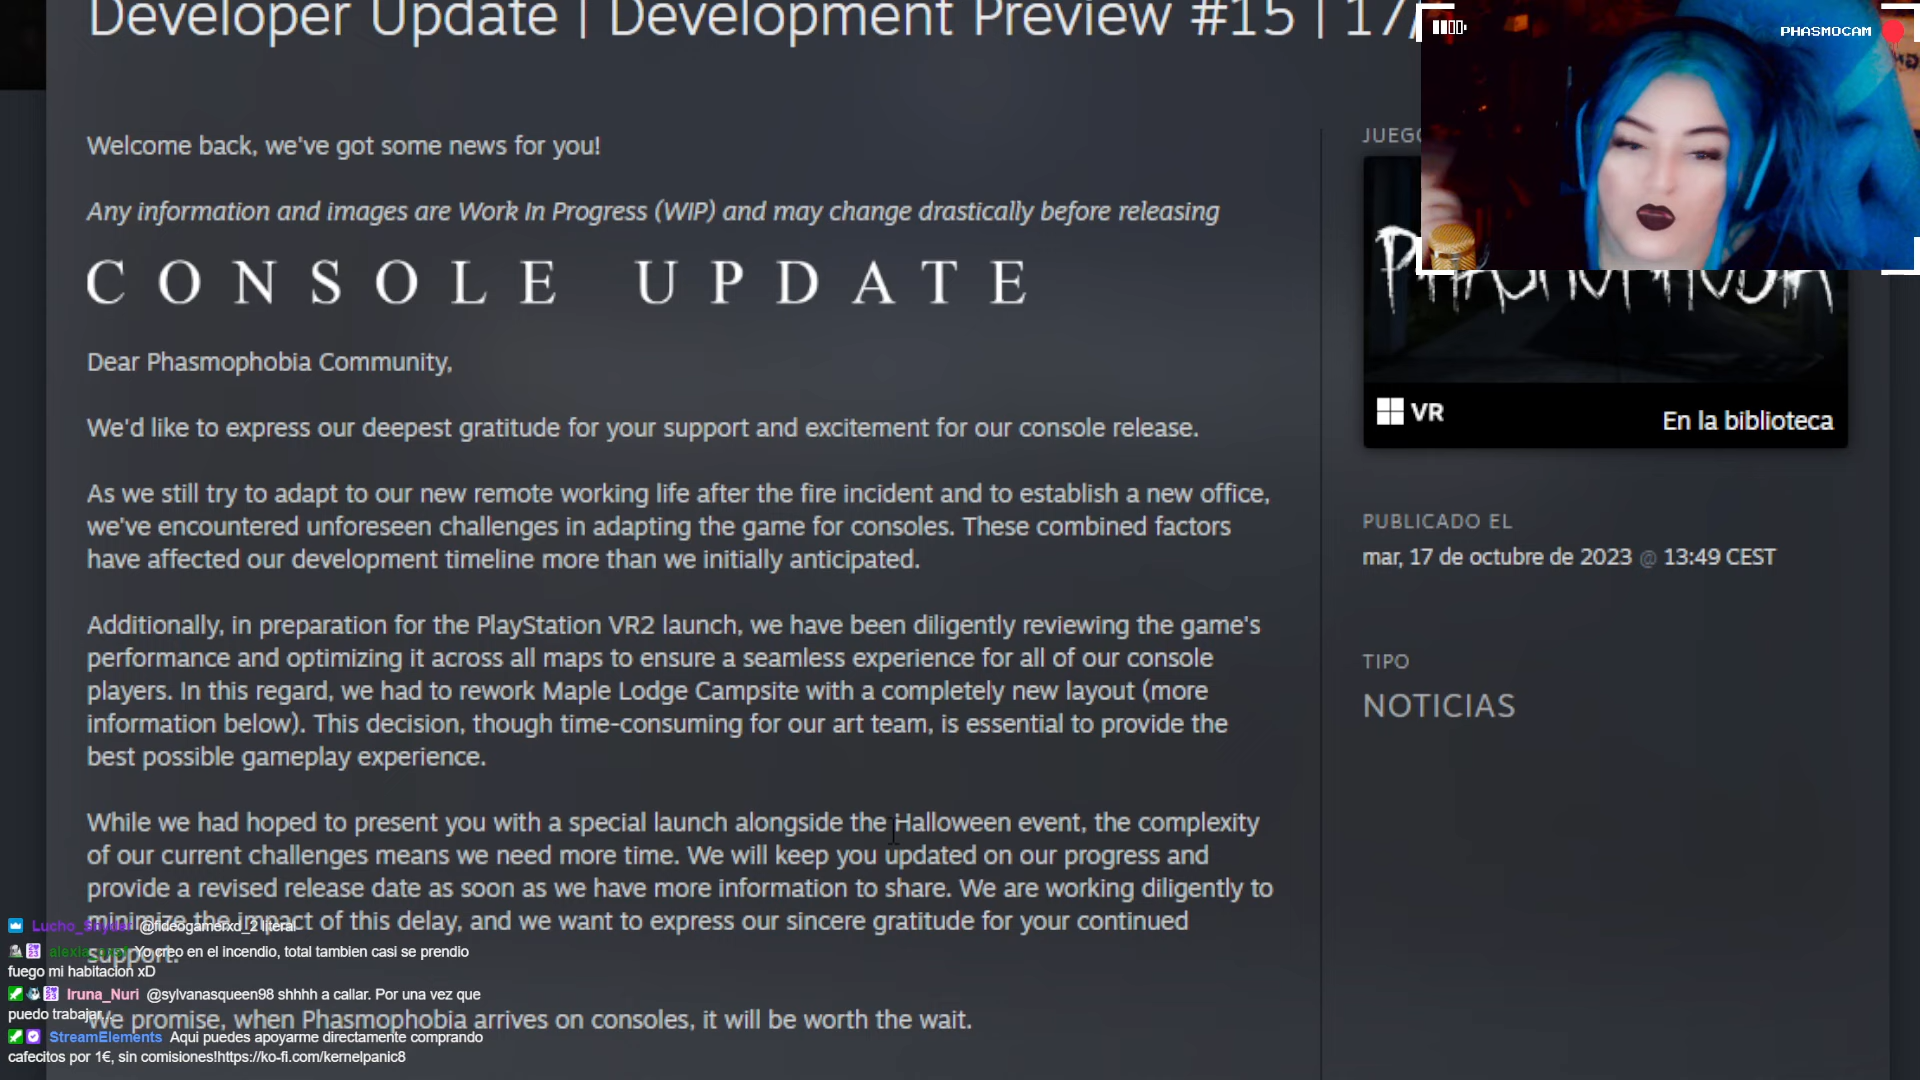 Developer Update | Development Preview #15 | 17/
Welcome back, we've got some news for you!
Any information and images are Work In Progress (WIP) and may change drastically before releasing
CONSOLE UPDATE
Dear Phasmophobia Community,
We'd like to express our deepest gratitude for your support and excitement for our console release.
As we still try to adapt to our new remote working life after the fire incident and to establish a new office,
we've encountered unforeseen challenges in adapting the game for consoles. These combined factors
have affected our development timeline more than we initially anticipated.
Additionally, in preparation for the PlayStation VR2 launch, we have been diligently reviewing the game's
performance and optimizing it across all maps to ensure a seamless experience for all of our console
players. In this regard, we had to rework Maple Lodge Campsite with a completely new layout (more
information below). This decision, though time-consuming for our art team, is essential to provide the
best possible gameplay experience.
While we had hoped to present you with a special launch alongside the Halloween event, the complexity
of our current challenges means we need more time. We will keep you updated on our progress and
provide a revised release date as soon as we have more information to share. We are working diligently to
minimize the impact of this delay, and we want to express our sincere gratitude for your continued
support.
We promise, when Phasmophobia arrives on consoles, it will be worth the wait.
PHASMOCAM
JUEGO
PHASMOPHOBIA
VR
En la biblioteca
PUBLICADO EL
mar, 17 de octubre de 2023 @ 13:49 CEST
TIPO
NOTICIAS
@fideogamerxd_2 literal
Yo creo en el incendio, total tambien casi se prendio
fuego mi habitacion xD
Iruna_Nuri @sylvanasqueen98 shhhh a callar. Por una vez que
puedo trabajar...
StreamElements Aqui puedes apoyarme directamente comprando
cafecitos por 1€, sin comisiones!https://ko-fi.com/kernelpanic8